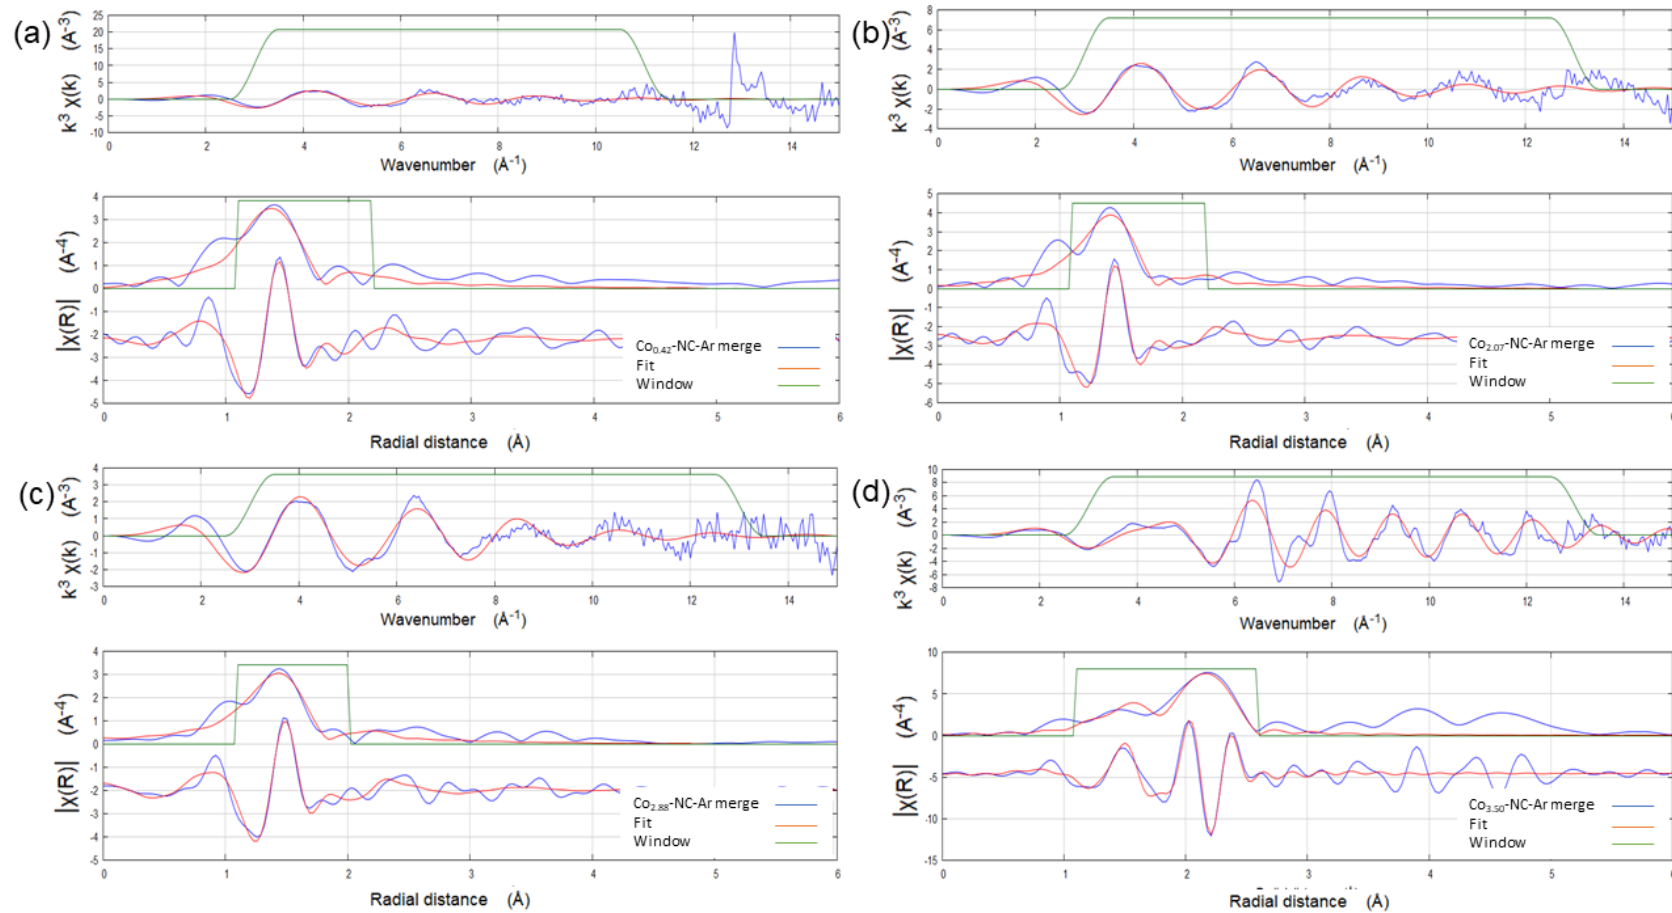 (a)
k³ χ(k) (A⁻³)
25
20
15
10
5
0
-5
-10
0 2 4 6 8 10 12 14
Wavenumber (Å⁻¹)
|χ(R)| (A⁻⁴)
4
3
2
1
0
-1
-2
-3
-4
-5
Co₀.₄₂-NC-Ar merge
Fit
Window
0 1 2 3 4 5 6
Radial distance (Å)
(b)
k³ χ(k) (A⁻³)
8
6
4
2
0
-2
-4
0 2 4 6 8 10 12 14
Wavenumber (Å⁻¹)
|χ(R)| (A⁻⁴)
5
4
3
2
1
0
-1
-2
-3
-4
-5
-6
Co₂.₀₇-NC-Ar merge
Fit
Window
0 1 2 3 4 5 6
Radial distance (Å)
(c)
k³ χ(k) (A⁻³)
4
3
2
1
0
-1
-2
-3
0 2 4 6 8 10 12 14
Wavenumber (Å⁻¹)
|χ(R)| (A⁻⁴)
4
3
2
1
0
-1
-2
-3
-4
-5
Co₂.₈₈-NC-Ar merge
Fit
Window
0 1 2 3 4 5 6
Radial distance (Å)
(d)
k³ χ(k) (A⁻³)
10
8
6
4
2
0
-2
-4
-6
-8
0 2 4 6 8 10 12 14
Wavenumber (Å⁻¹)
|χ(R)| (A⁻⁴)
10
5
0
-5
-10
-15
Co₃.₅₀-NC-Ar merge
Fit
Window
0 1 2 3 4 5 6
Radial distance (Å)